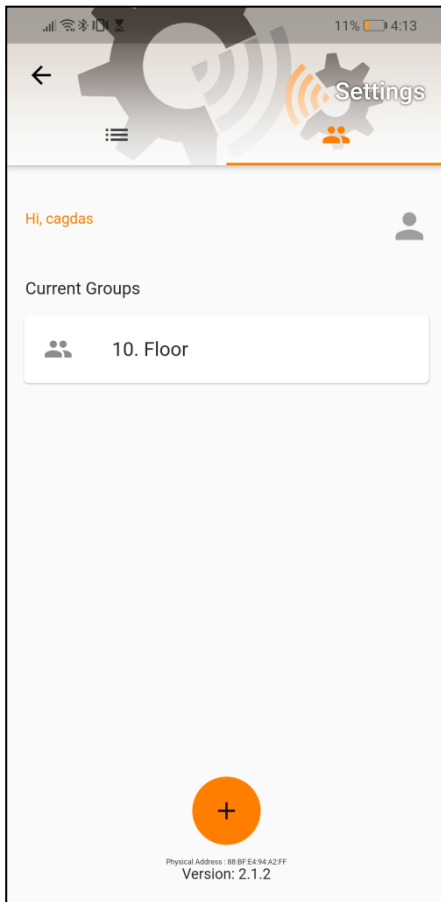 11% 4:13
Settings
Hi, cagdas
Current Groups
10. Floor
Physical Address : 88:BF:E4:94:A2:FF
Version: 2.1.2